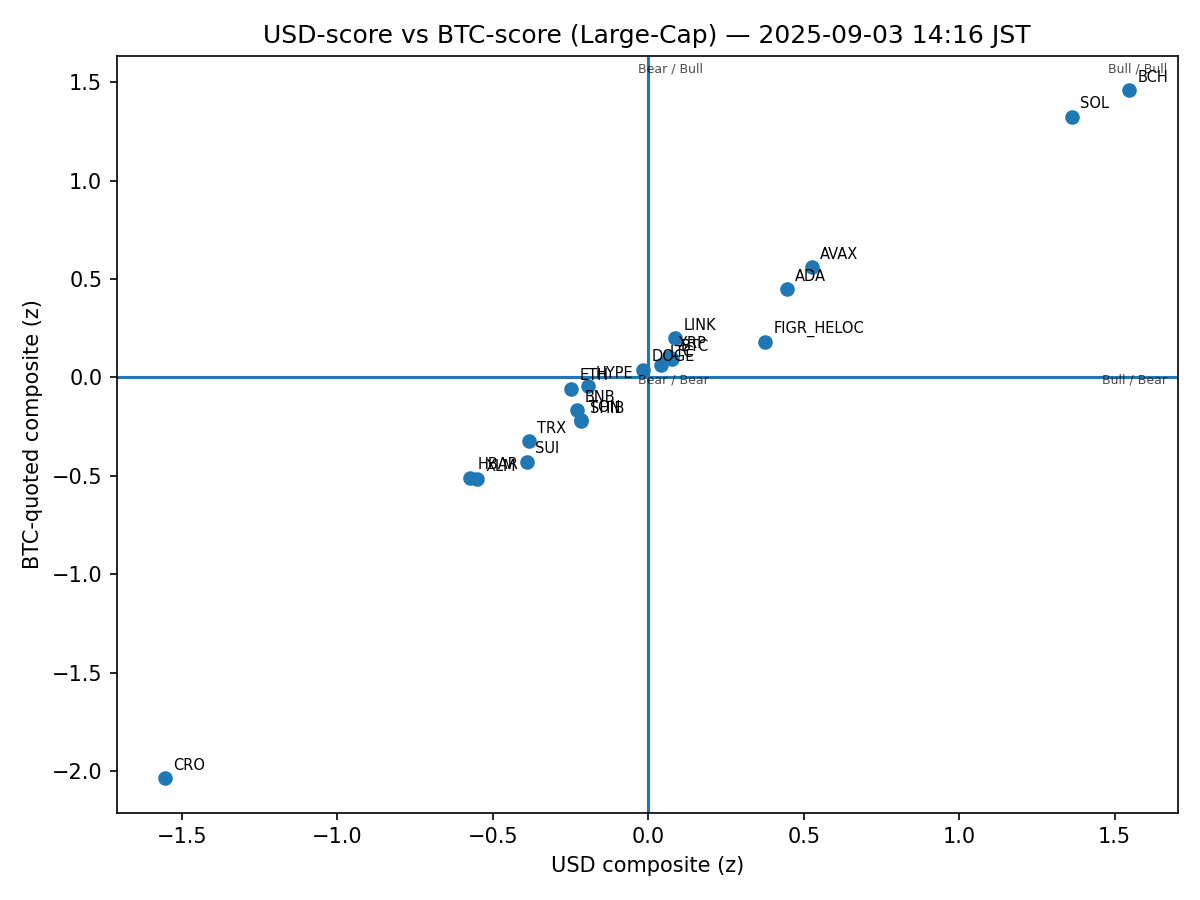 USD-score vs BTC-score (Large-Cap) — 2025-09-03 14:16 JST
Bear / Bull
Bull / Bull
BCH
SOL
AVAX
ADA
FIGR_HELOC
LINK
XRP
BTC
LTC
DOGE
HYPE
ETH
Bear / Bear
Bull / Bear
BNB
TON
SHIB
TRX
SUI
HBAR
XLM
CRO
1.5
1.0
0.5
0.0
−0.5
−1.0
−1.5
−2.0
BTC-quoted composite (z)
−1.5
−1.0
−0.5
0.0
0.5
1.0
1.5
USD composite (z)